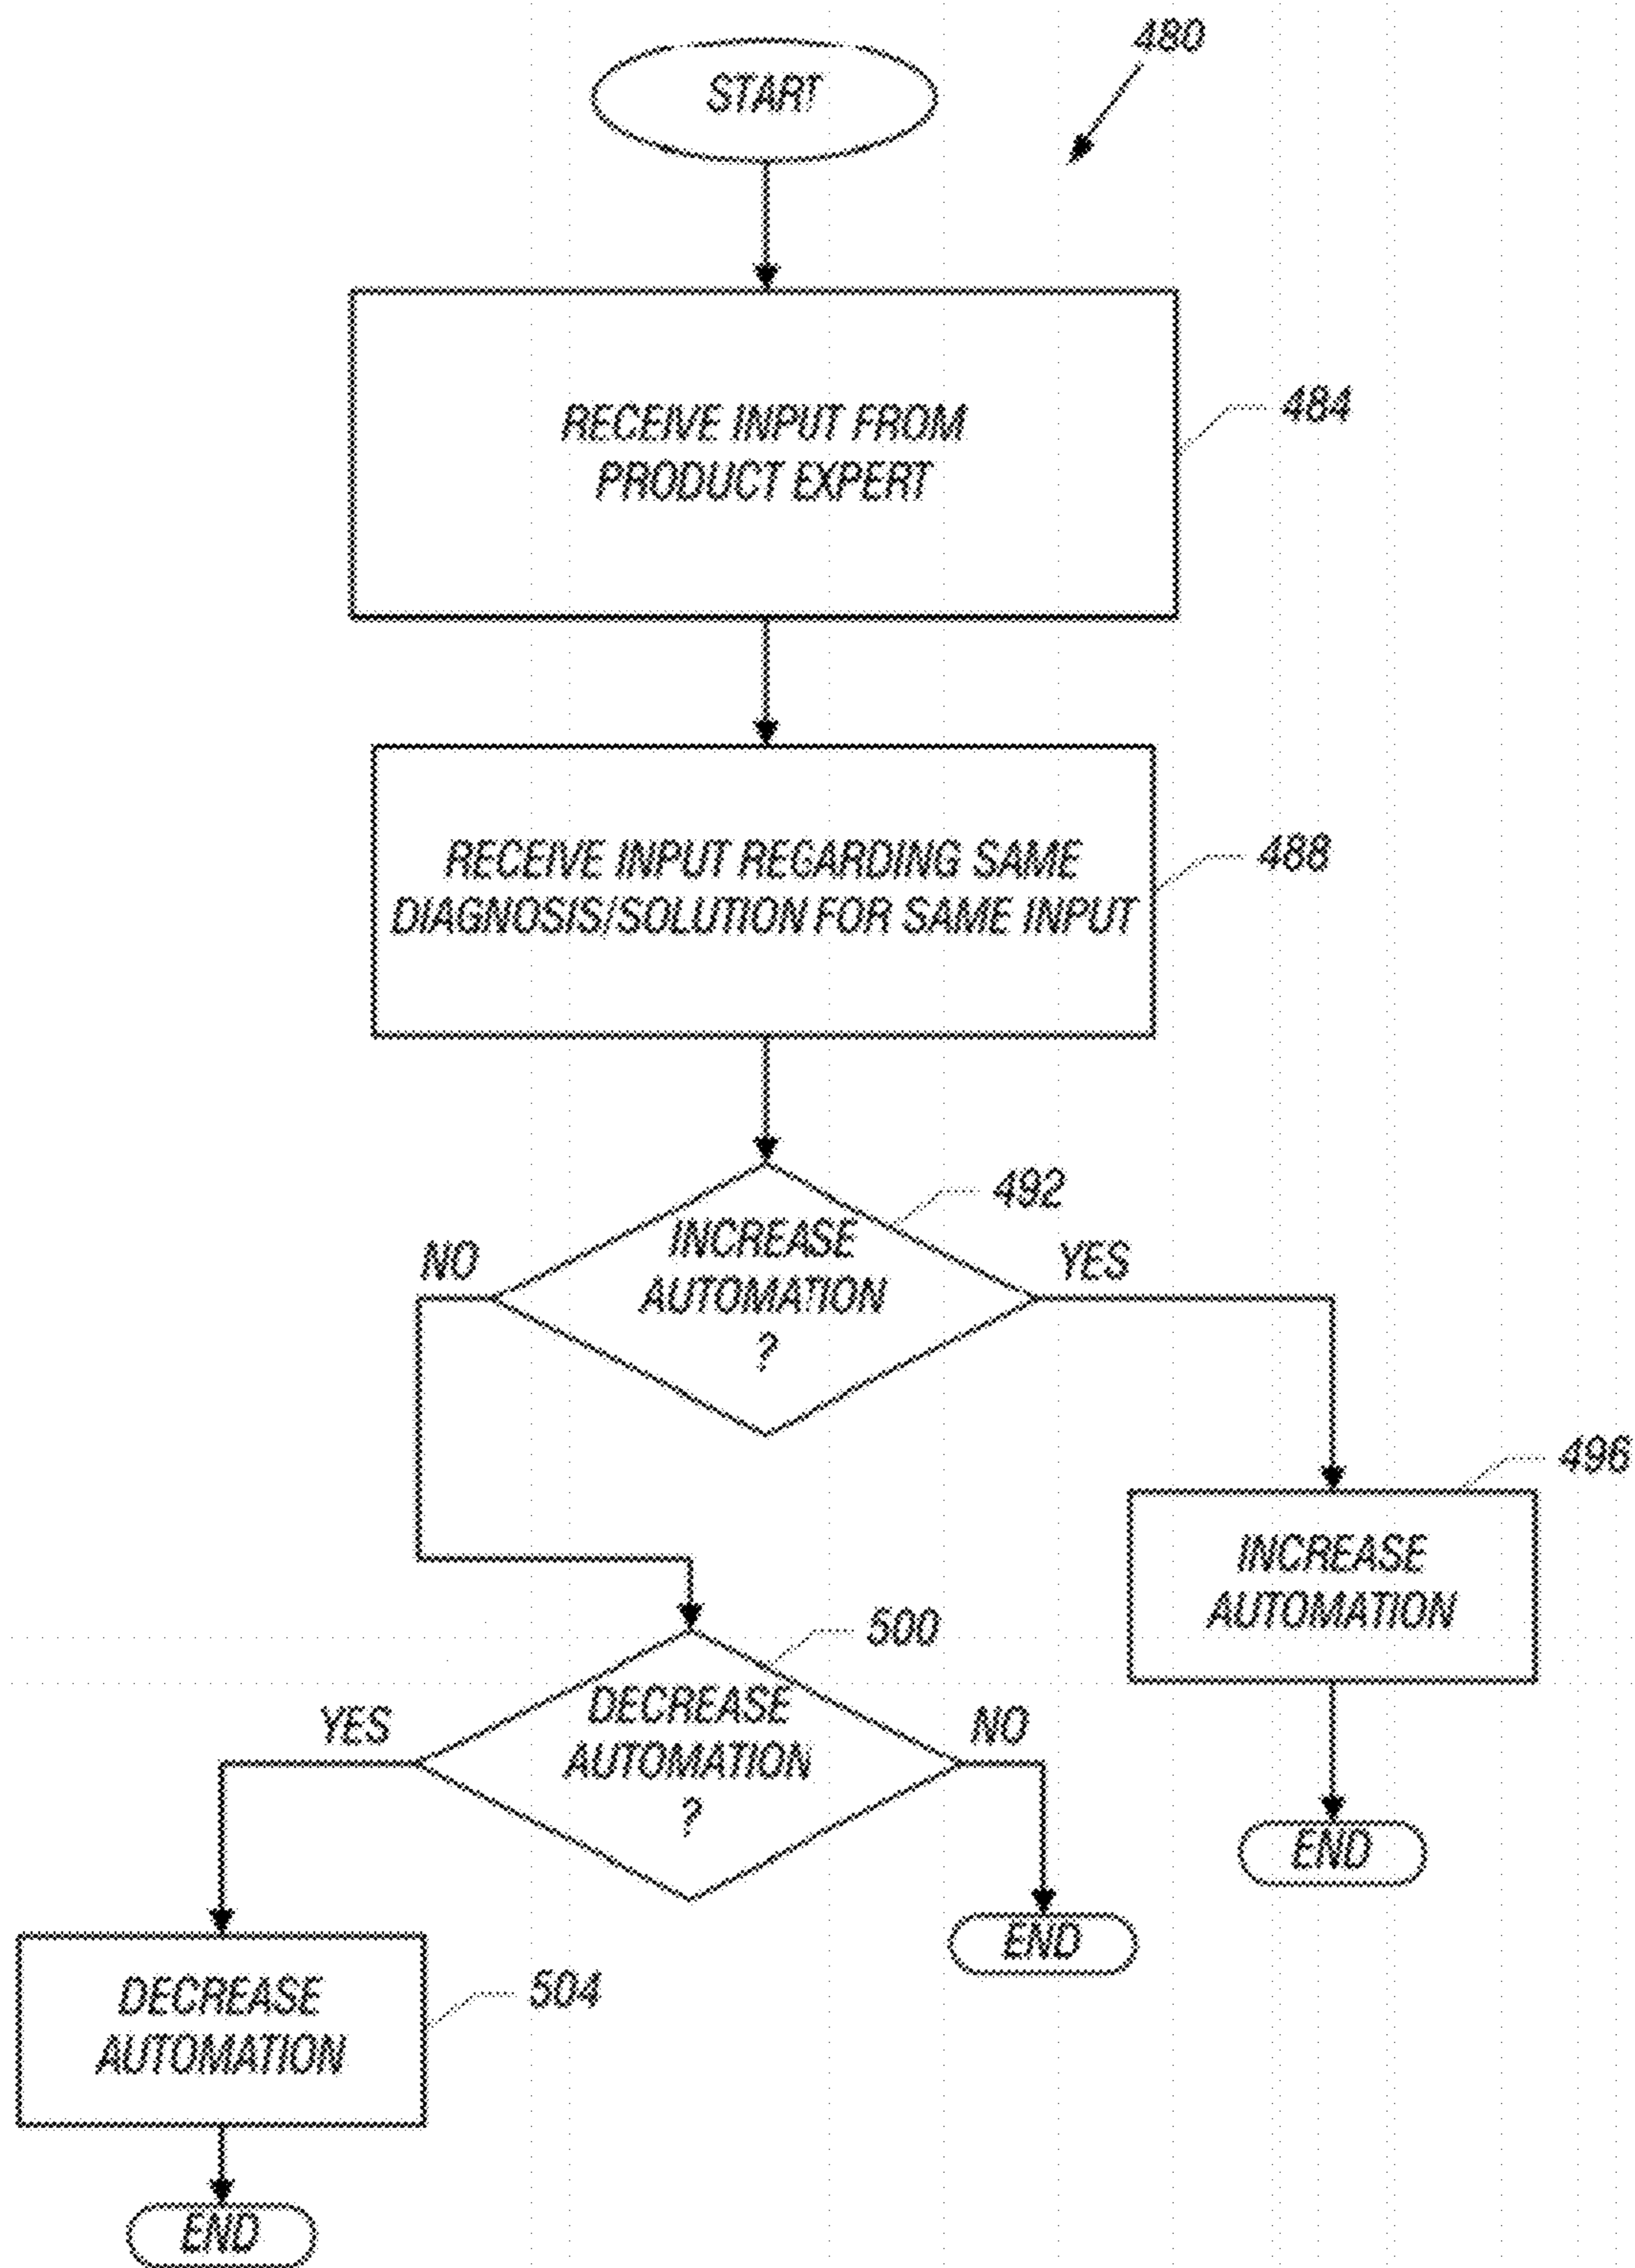 480
START
RECEIVE INPUT FROM
PRODUCT EXPERT
484
RECEIVE INPUT REGARDING SAME
DIAGNOSIS/SOLUTION FOR SAME INPUT
488
492
INCREASE
AUTOMATION
?
NO
YES
496
INCREASE
AUTOMATION
500
DECREASE
AUTOMATION
?
YES
NO
END
END
DECREASE
AUTOMATION
504
END